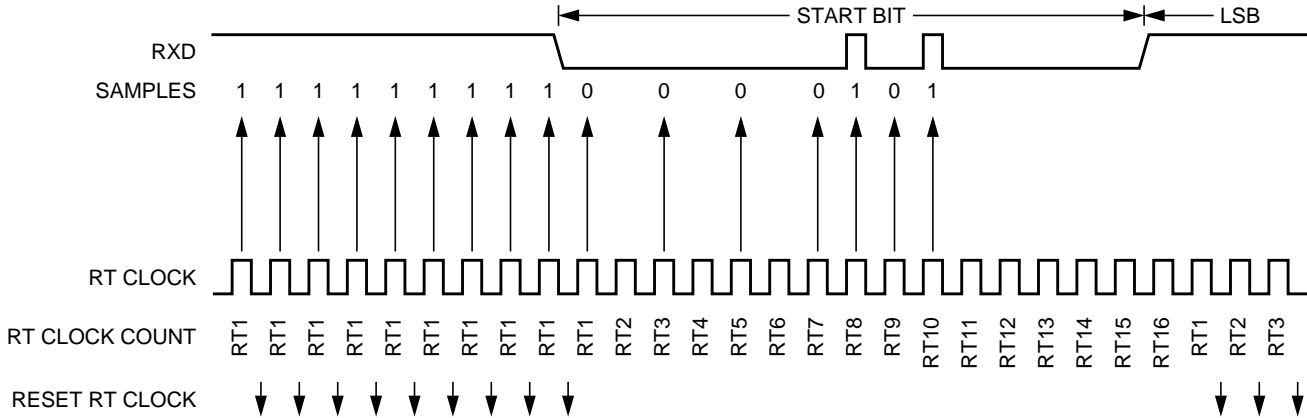 START BIT
LSB
RXD
SAMPLES 1 1 1 1 1 1 1 1 1 0 0 0 0 1 0 1
RT CLOCK
RT CLOCK COUNT RT1 RT1 RT1 RT1 RT1 RT1 RT1 RT1 RT1 RT1 RT2 RT3 RT4 RT5 RT6 RT7 RT8 RT9 RT10 RT11 RT12 RT13 RT14 RT15 RT16 RT1 RT2 RT3
RESET RT CLOCK